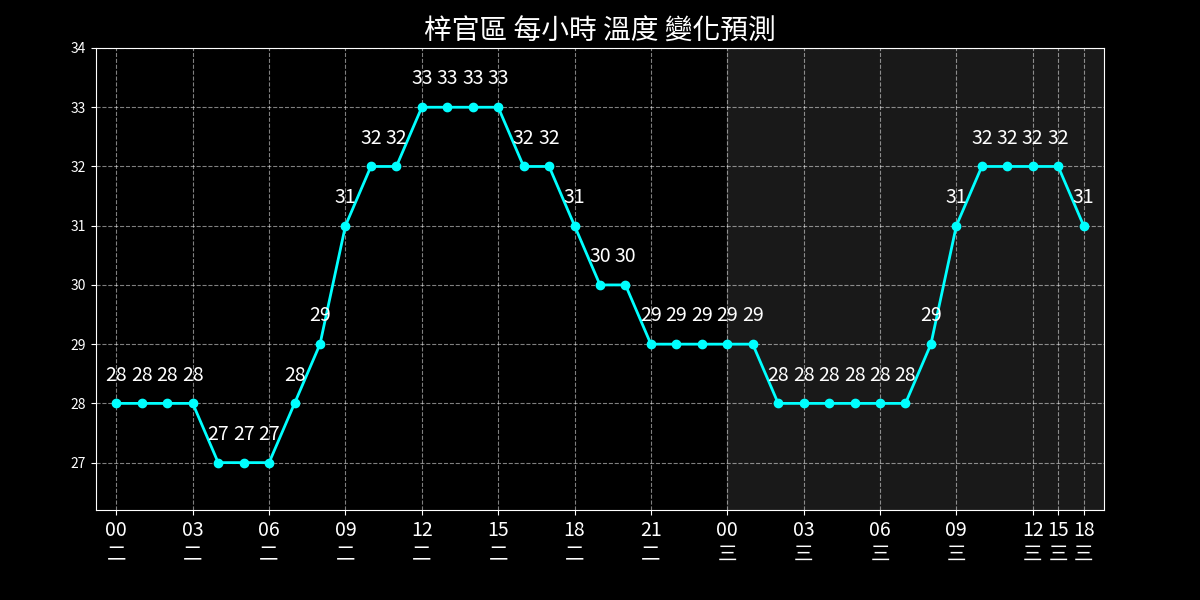 梓官區 每小時 溫度 變化預測
34
33 33 33 33
33
32 32 32 32 32 32 32 32
32
31 31 31 31
31
30 30
30
29 29 29 29 29 29 29
29
28 28 28 28 28 28 28 28 28 28 28
28
27 27 27
27
00 03 06 09 12 15 18 21 00 03 06 09 12 15 18
二 二 二 二 二 二 二 二 三 三 三 三 三 三 三